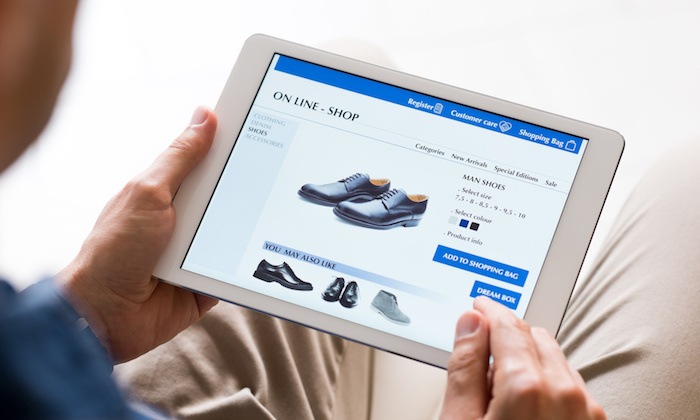 Register
Customer care
Shopping Bag
ON LINE - SHOP
Categories
New Arrivals
Special Editions
Sale
CLOTHING
DENIM
SHOES
ACCESSORIES
MAN SHOES
- Select size
7,5 - 8 - 8,5 - 9 - 9,5 - 10
- Select colour
- Product info
ADD TO SHOPPING BAG
DREAM BOX
YOU MAY ALSO LIKE